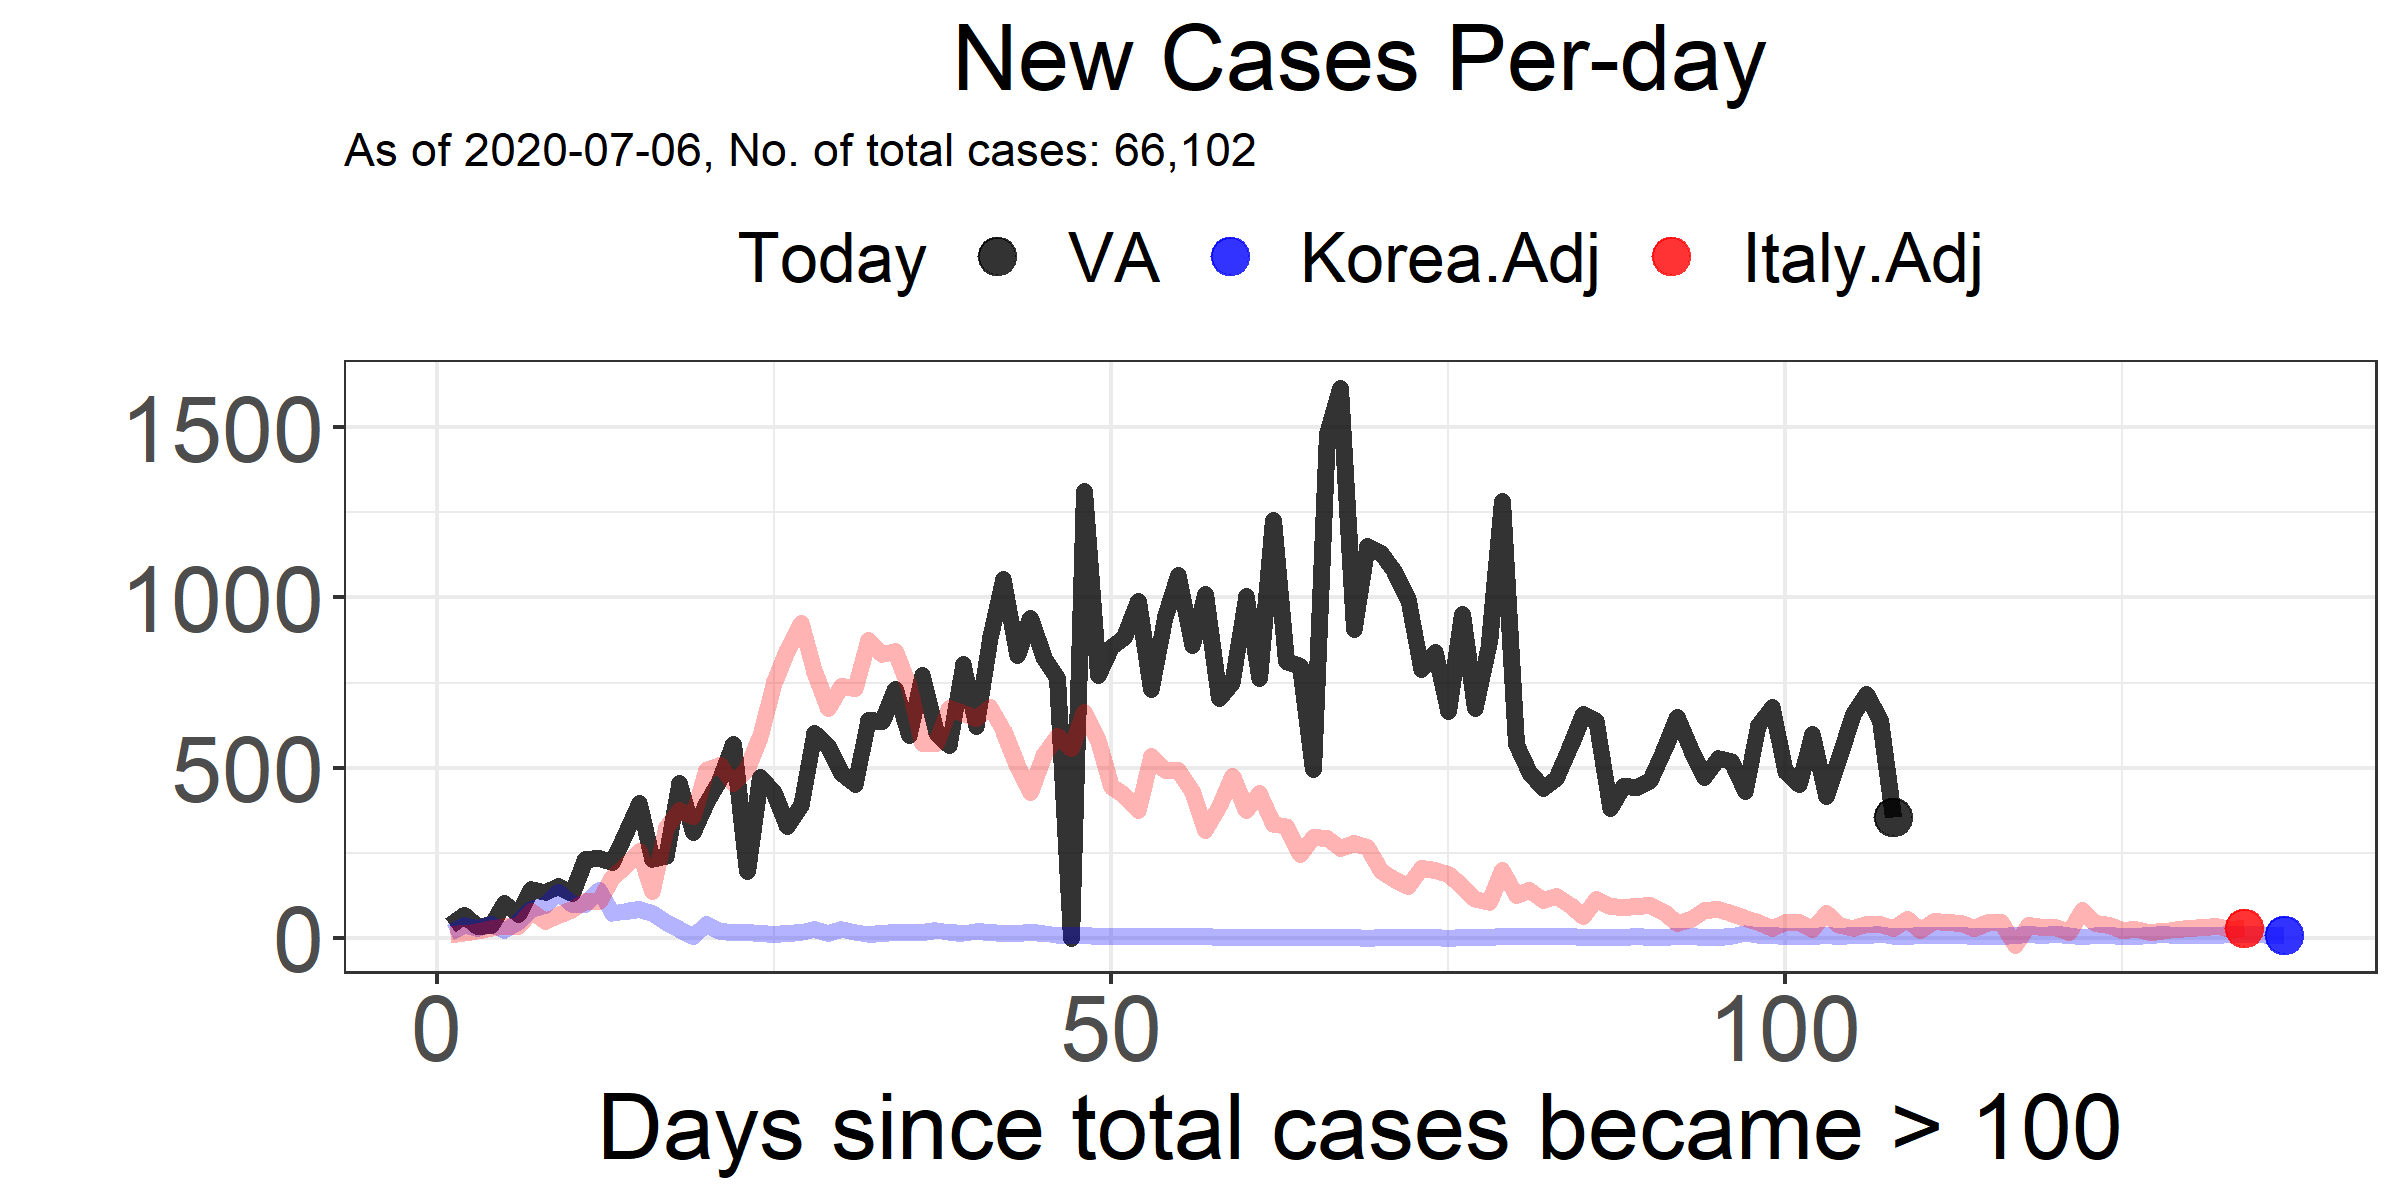 New Cases Per-day
As of 2020-07-06, No. of total cases: 66,102
Today VA Korea.Adj Italy.Adj
1500
1000
500
0
0 50 100
Days since total cases became > 100